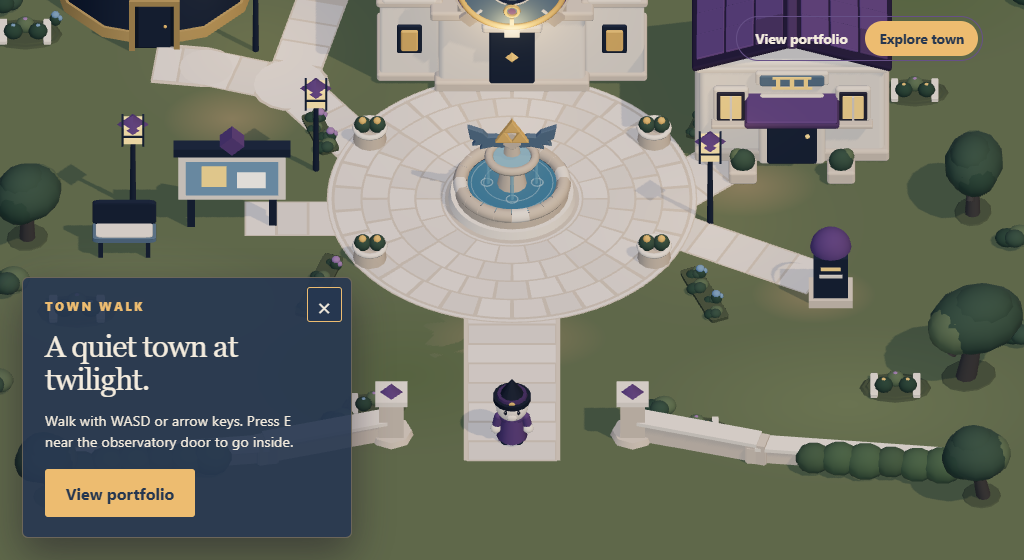 View portfolio
Explore town
TOWN WALK
×
A quiet town at
twilight.
Walk with WASD or arrow keys. Press E
near the observatory door to go inside.
View portfolio